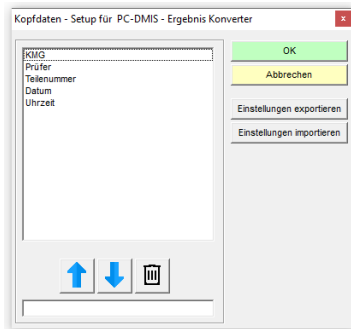 Kopfdaten - Setup für PC-DMIS - Ergebnis Konverter
x
KMG
Prüfer
Teilenummer
Datum
Uhrzeit
OK
Abbrechen
Einstellungen exportieren
Einstellungen importieren